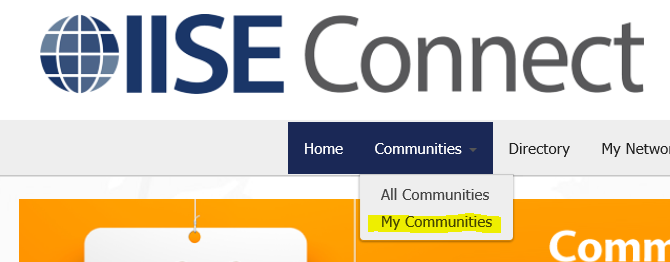 IISE Connect
Home Communities Directory My Netwo
All Communities
My Communities
Comm